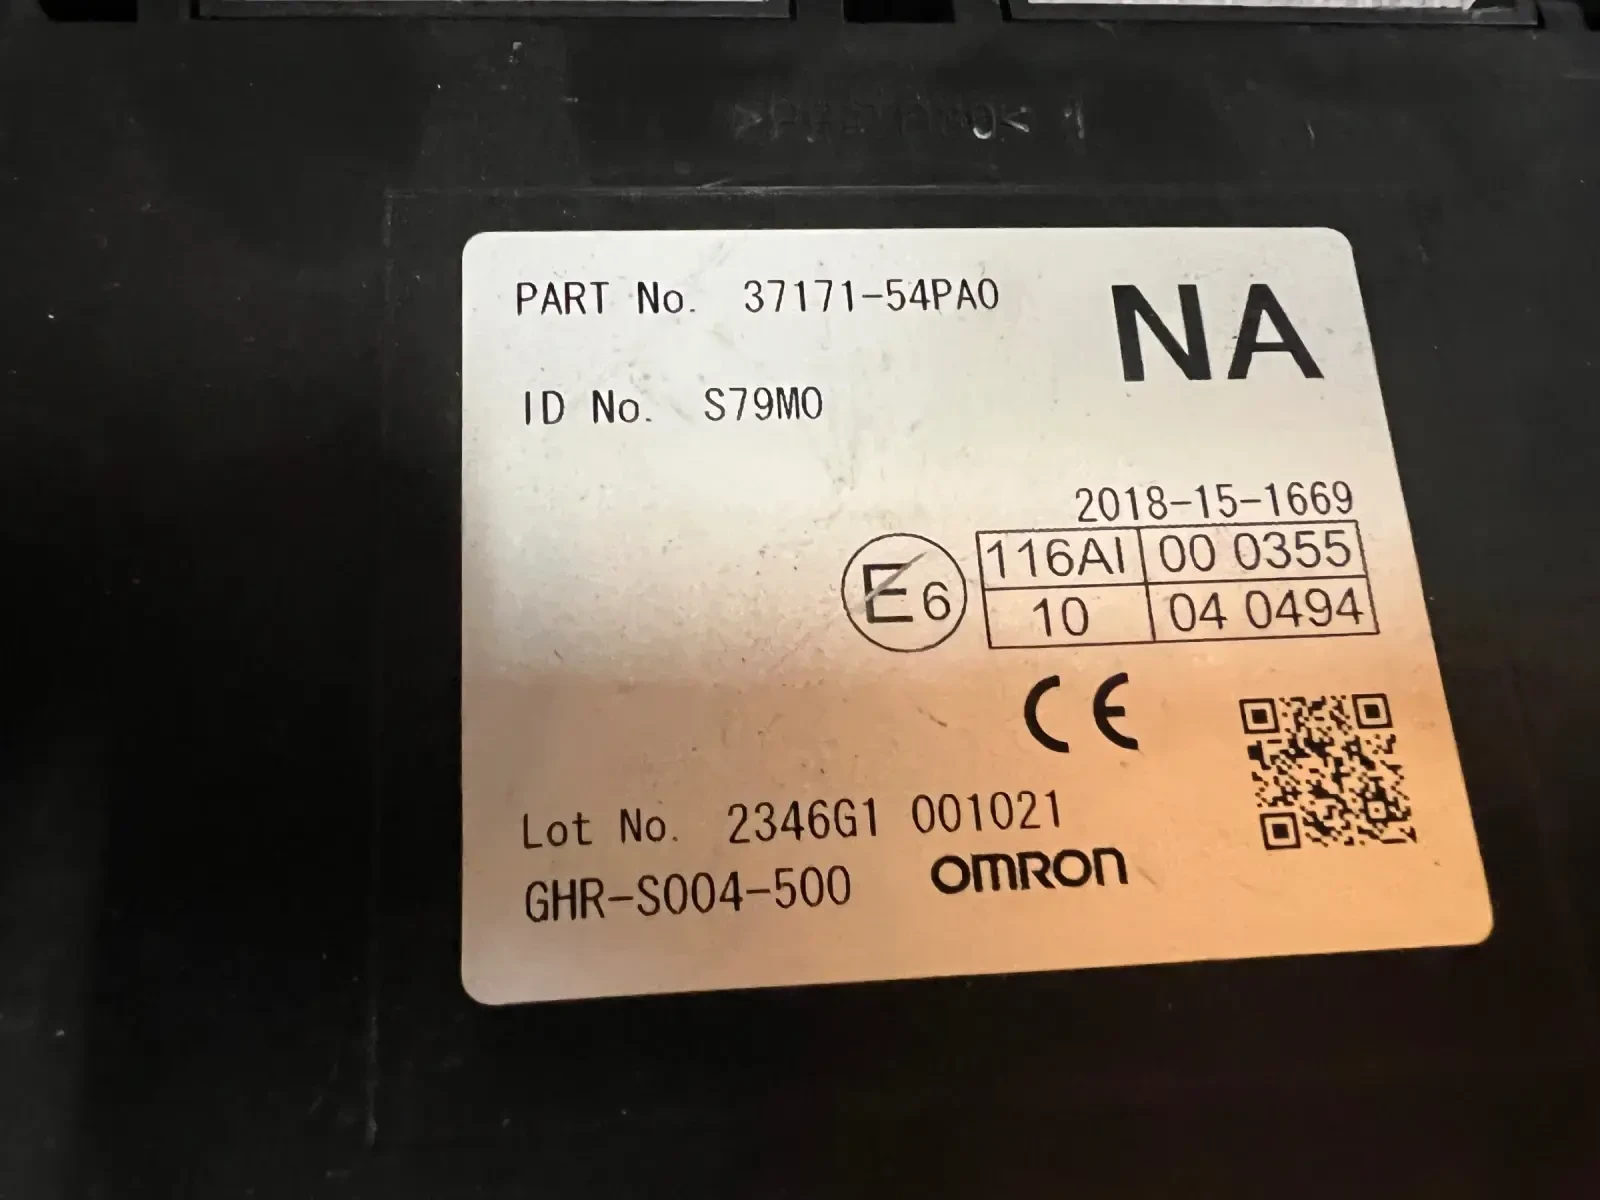 PART No. 37171-54PA0
NA
ID No. S79M0
2018-15-1669
E6
116AI 00 0355
10 04 0494
CE
Lot No. 2346G1 001021
GHR-S004-500 OMRON